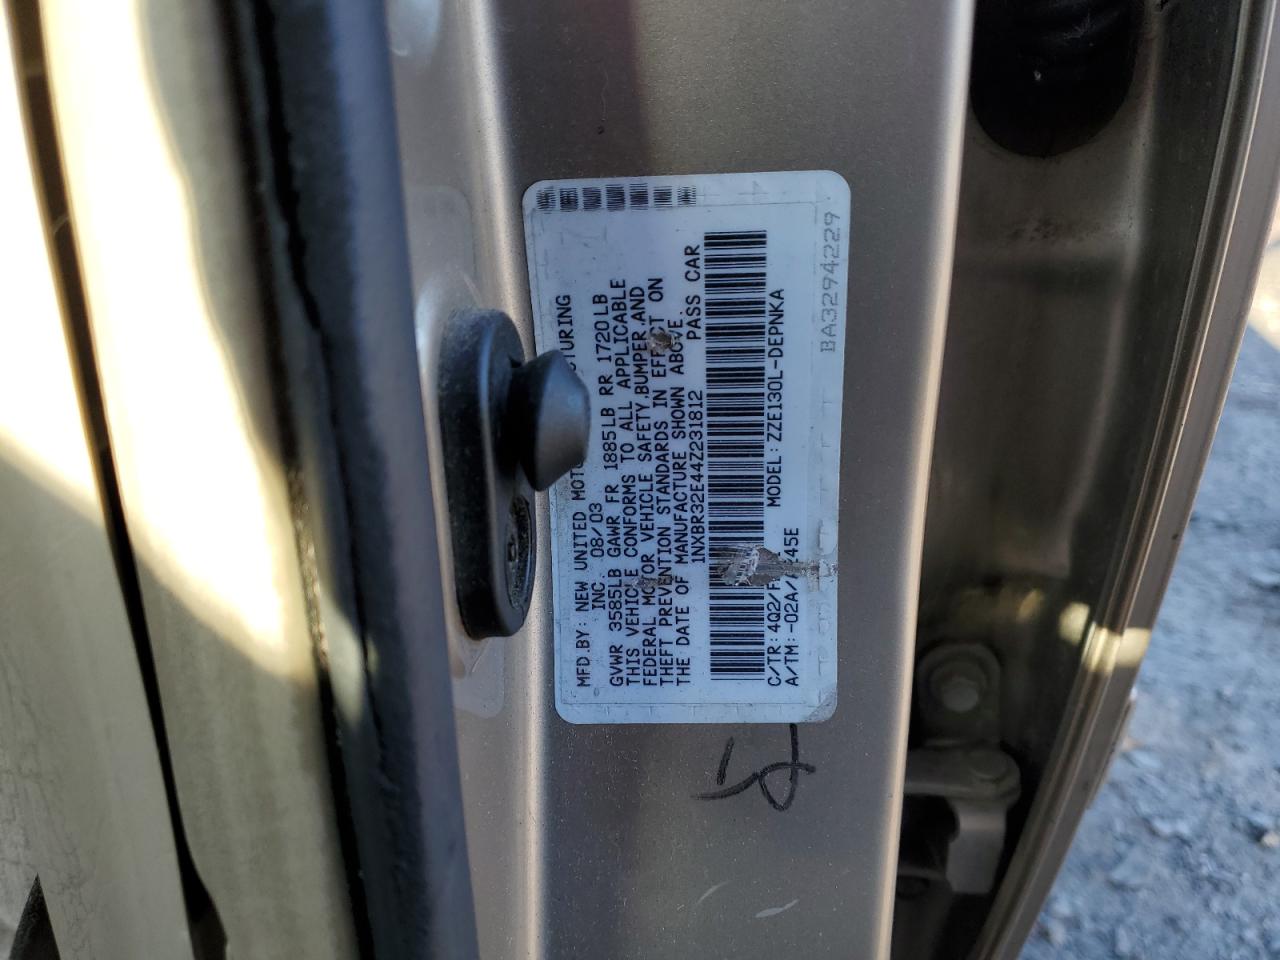 MFD.BY: NEW UNITED
INC. 08/03
GVWR 3585LB GAWR FR 1885LB RR 1720LB
THIS VEHICLE CONFORMS TO ALL APPLICABLE
FEDERAL MOTOR VEHICLE SAFETY,BUMPER,AND
THEFT PREVENTION STANDARDS IN EFFECT ON
THE DATE OF MANUFACTURE SHOWN ABOVE.
1NXBR32E44Z231812 PASS CAR
C/TR: 4Q2/ MODEL: ZZE130L-DEPNKA
A/TM: -02A/
BA3294229